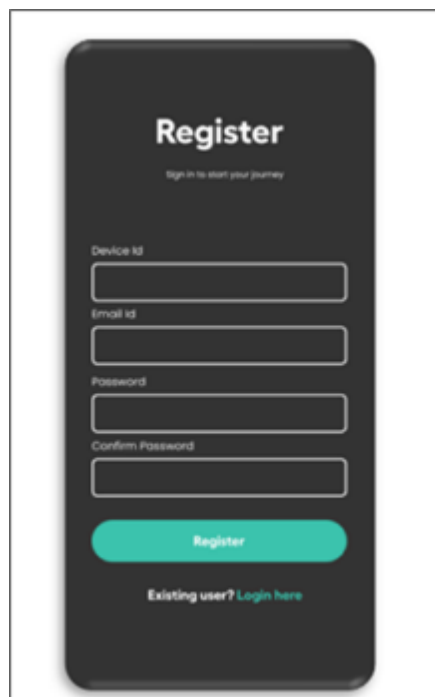 Register
Sign in to start your journey
Device Id
Email Id
Password
Confirm Password
Register
Existing user? Login here